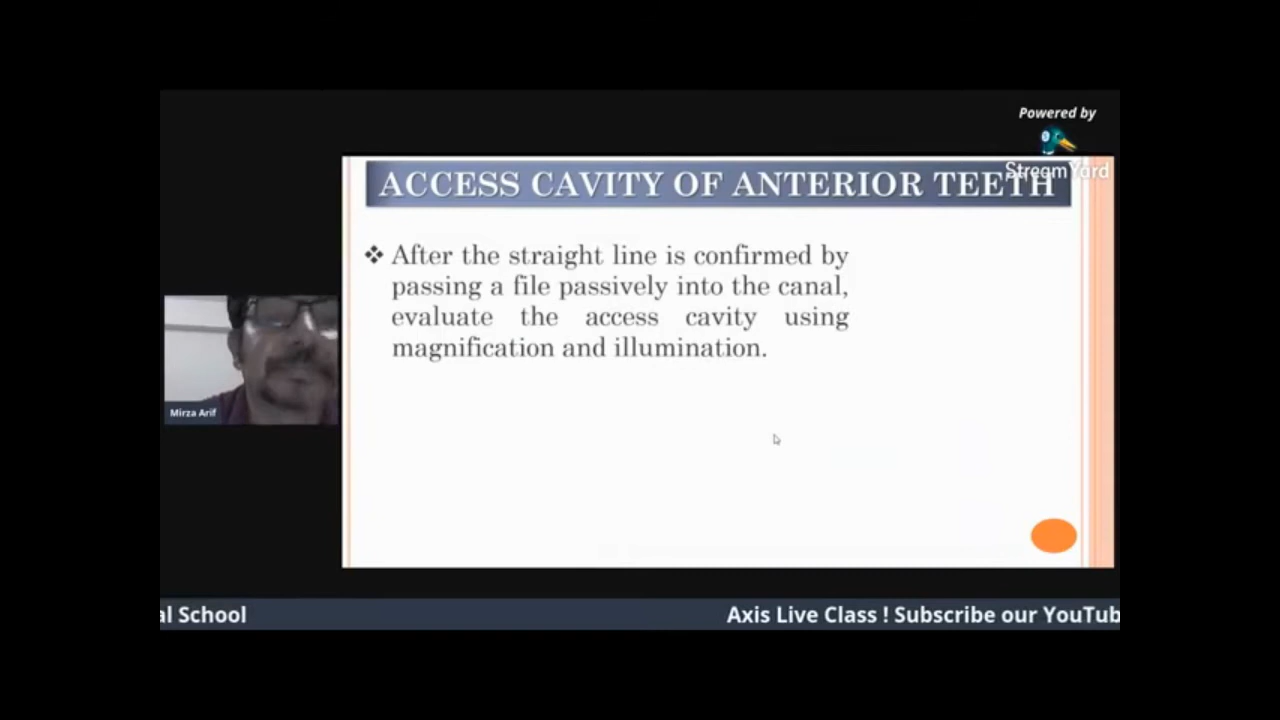 Powered by
StreamYard
ACCESS CAVITY OF ANTERIOR TEETH
❖ After the straight line is confirmed by
passing a file passively into the canal,
evaluate the access cavity using
magnification and illumination.
Mirza Arif
al School
Axis Live Class ! Subscribe our YouTub